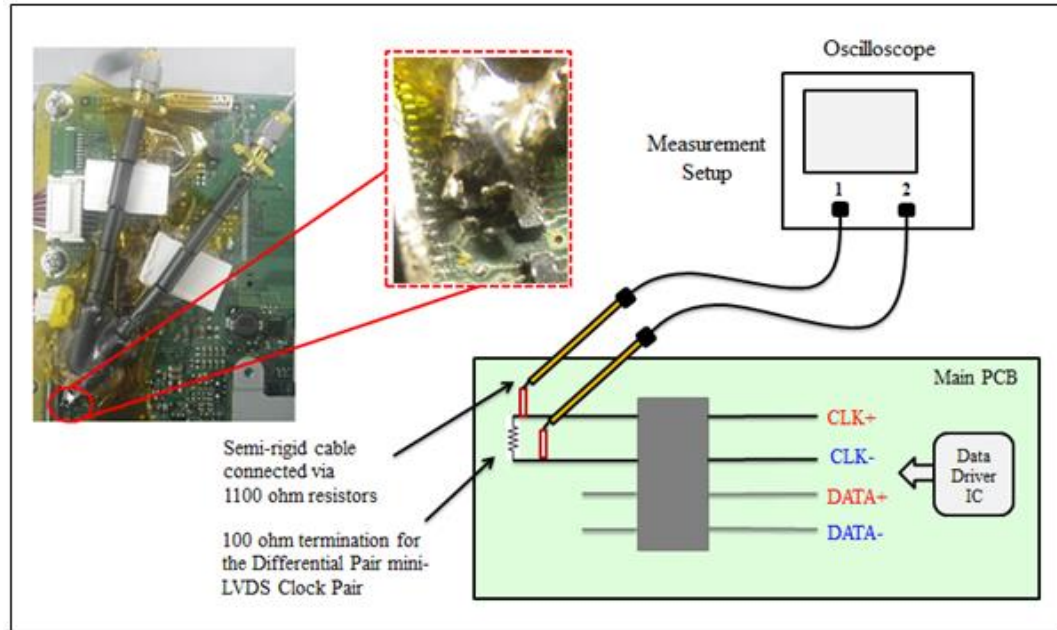 Oscilloscope
Measurement
Setup
1 2
Main PCB
CLK+
CLK-
DATA+
DATA-
Data
Driver
IC
Semi-rigid cable
connected via
1100 ohm resistors
100 ohm termination for
the Differential Pair mini-
LVDS Clock Pair